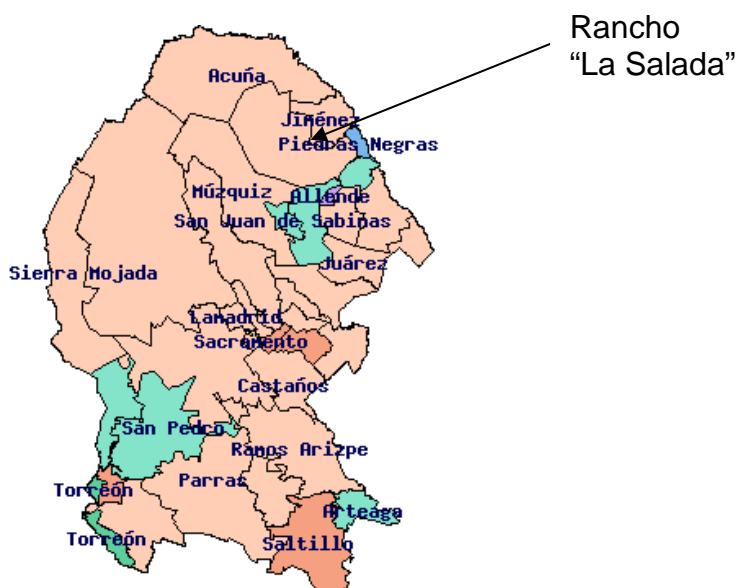 Rancho
“La Salada”
Acuña
Jiménez
Piedras Negras
Múzquiz
Allende
San Juan de Sabinas
Sierra Mojada
Juárez
Lamadrid
Sacramento
Castaños
San Pedro
Ramos Arizpe
Parras
Torreón
Arteaga
Torreón
Saltillo